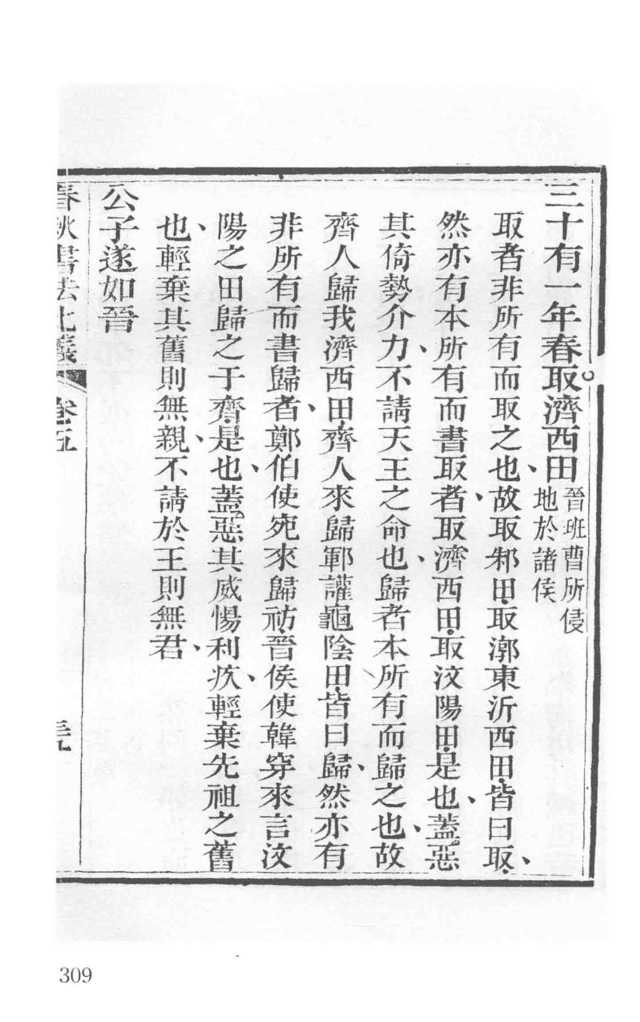 三十有一年春取濟西田晉班曹所侵地於諸侯
取者非所有而取之也故取邾田取漷東沂西田皆曰取
然亦有本所有而書取者取濟西田取汶陽田是也蓋惡
其倚勢介力不請天王之命也歸者本所有而歸之也故
齊人歸我濟西田齊人來歸鄆讙龜陰田皆曰歸然亦有
非所有而書歸者鄭伯使宛來歸祊晉侯使韓穿來言汶
陽之田歸之于齊是也蓋惡其威惕利疚輕棄先祖之舊
也輕棄其舊則無親不請於王則無君
公子遂如晉
春秋書法比義 卷五 三九
309